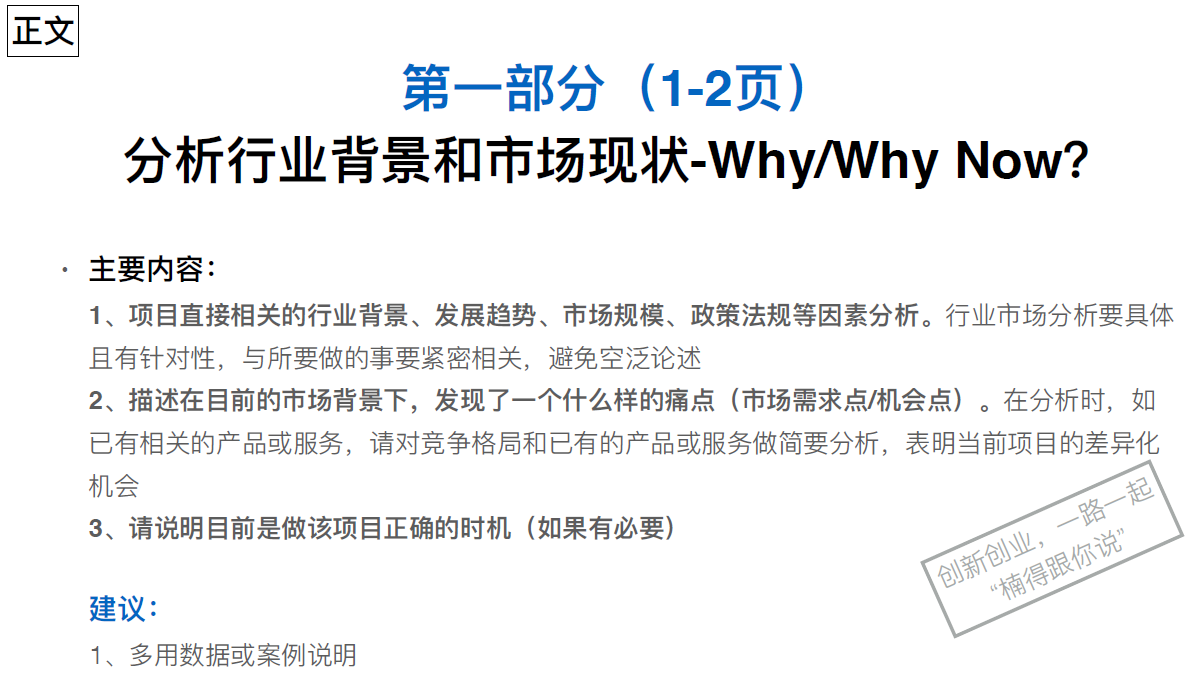 正文
第一部分（1-2页）
分析行业背景和市场现状-Why/Why Now?
· 主要内容：
1、项目直接相关的行业背景、发展趋势、市场规模、政策法规等因素分析。行业市场分析要具体
且有针对性，与所要做的事要紧密相关，避免空泛论述
2、描述在目前的市场背景下，发现了一个什么样的痛点（市场需求点/机会点）。在分析时，如
已有相关的产品或服务，请对竞争格局和已有的产品或服务做简要分析，表明当前项目的差异化
机会
3、请说明目前是做该项目正确的时机（如果有必要）
创新创业，一路一起
“楠得跟你说”
建议：
1、多用数据或案例说明